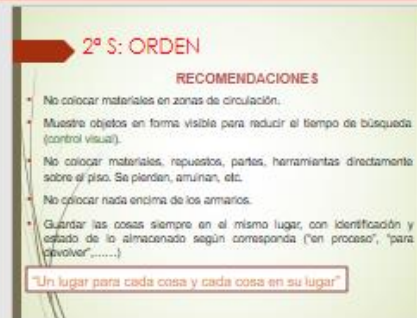 2ª S: ORDEN
RECOMENDACIONES
No colocar materiales en zonas de circulación.
Muestre objetos en forma visible para reducir el tiempo de búsqueda
(control visual).
No colocar materiales, repuestos, partes, herramientas directamente
sobre el piso. Se pierden, arruinan, etc.
No colocar nada encima de los armarios.
Guardar las cosas siempre en el mismo lugar, con identificación y
estado de lo almacenado según corresponda ("en proceso", "para
devolver",......)
"Un lugar para cada cosa y cada cosa en su lugar"